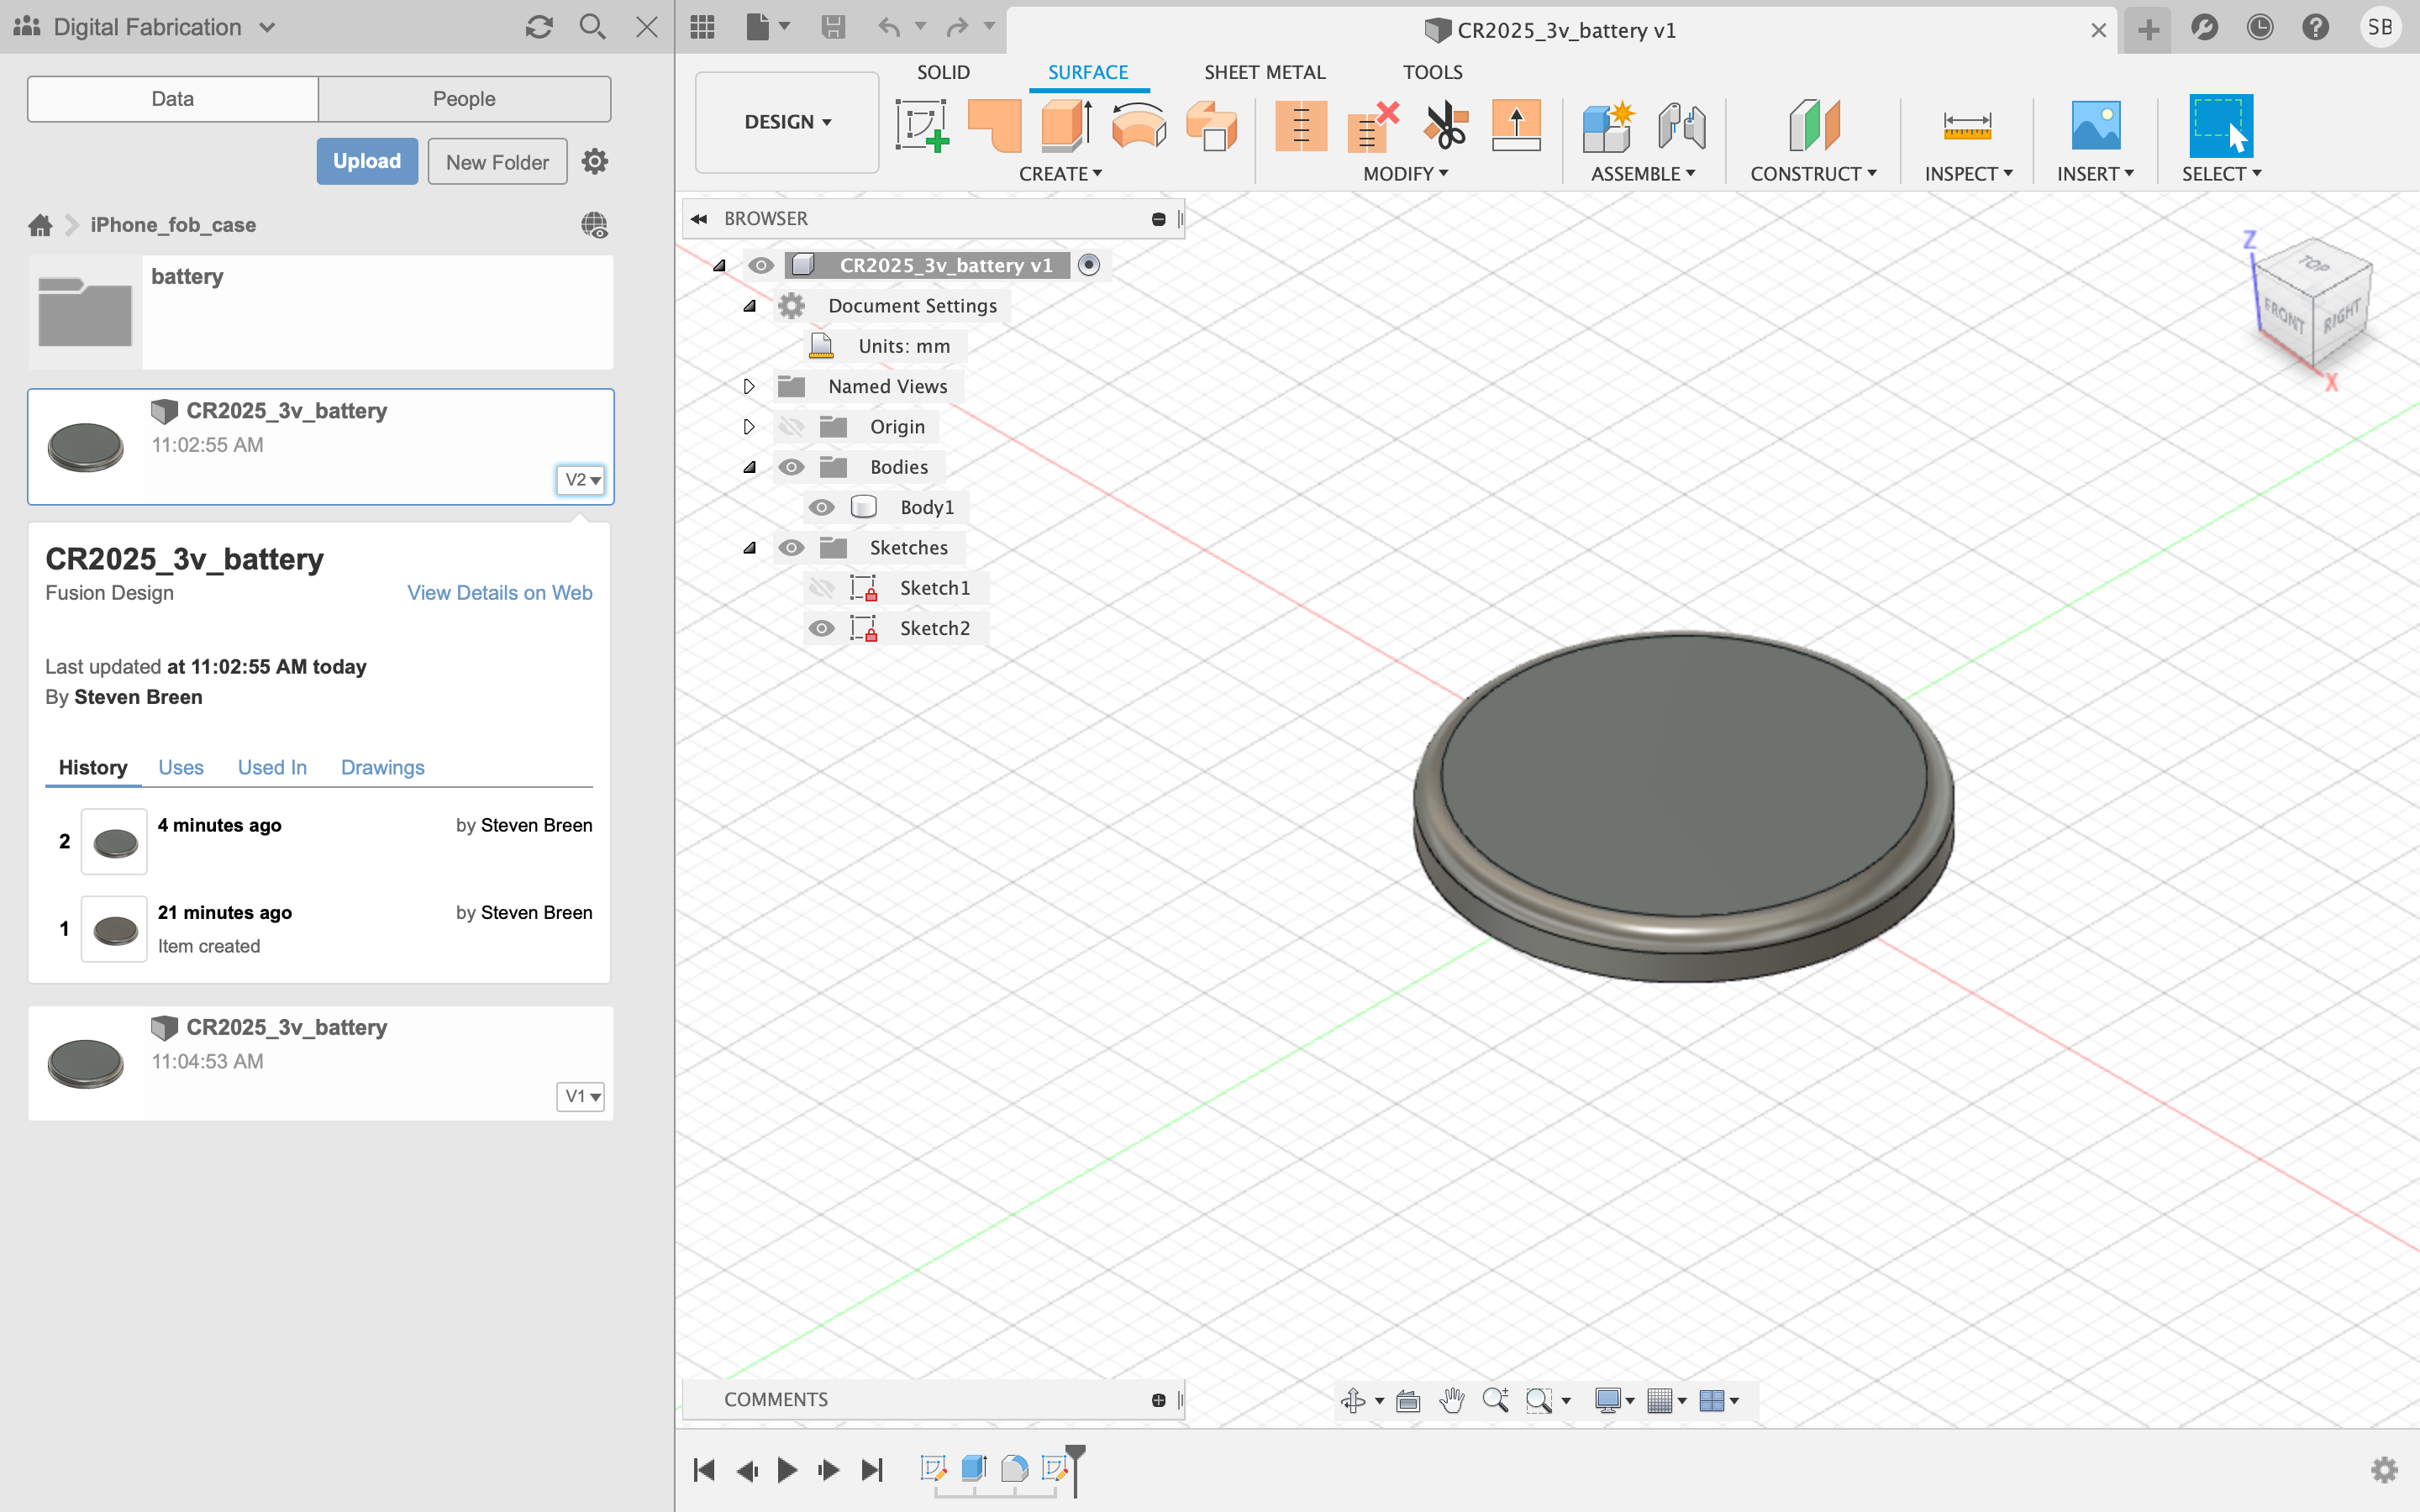 Digital Fabrication
CR2025_3v_battery v1
SB
Data
People
Upload
New Folder
iPhone_fob_case
battery
CR2025_3v_battery
11:02:55 AM
V2
CR2025_3v_battery
Fusion Design
View Details on Web
Last updated at 11:02:55 AM today
By Steven Breen
History
Uses
Used In
Drawings
2
4 minutes ago
by Steven Breen
1
21 minutes ago
by Steven Breen
Item created
CR2025_3v_battery
11:04:53 AM
V1
DESIGN
SOLID
SURFACE
SHEET METAL
TOOLS
CREATE
MODIFY
ASSEMBLE
CONSTRUCT
INSPECT
INSERT
SELECT
BROWSER
CR2025_3v_battery v1
Document Settings
Units: mm
Named Views
Origin
Bodies
Body1
Sketches
Sketch1
Sketch2
Z
TOP
FRONT
RIGHT
X
COMMENTS